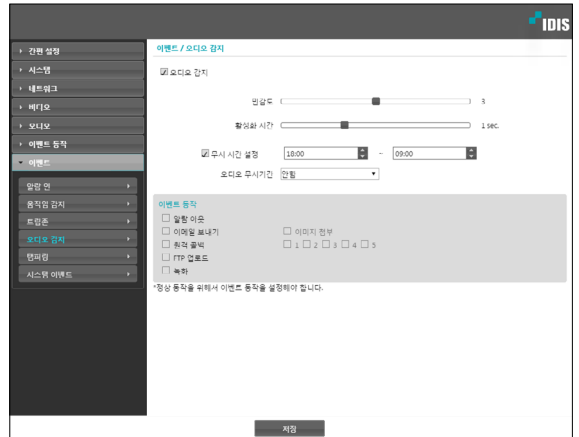 IDIS
간편 설정
시스템
네트워크
비디오
오디오
이벤트 동작
이벤트
알람 인
움직임 감지
트립존
오디오 감지
탬퍼링
시스템 이벤트
이벤트 / 오디오 감지
오디오 감지
민감도 3
활성화 시간 1 sec.
무시 시간 설정 18:00 ~ 09:00
오디오 무시기간 안함
이벤트 동작
알람 아웃
이메일 보내기 이미지 첨부
원격 콜백 1 2 3 4 5
FTP 업로드
녹화
*정상 동작을 위해서 이벤트 동작을 설정해야 합니다.
저장